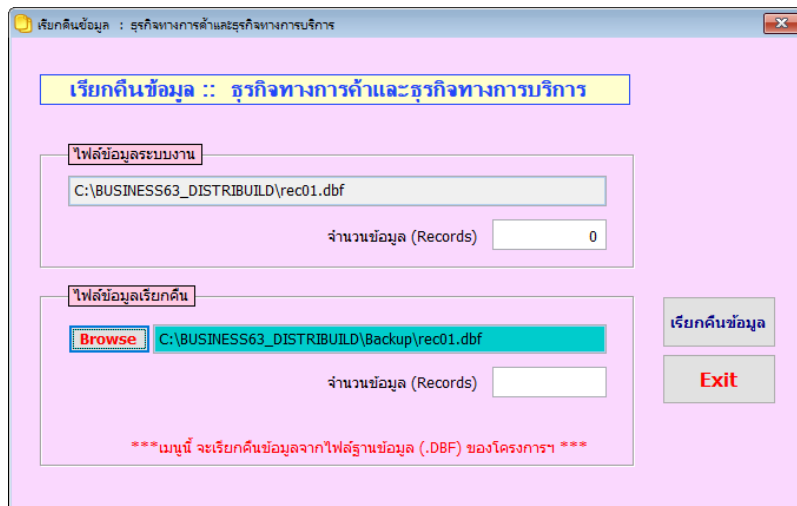 เรียกคืนข้อมูล : ธุรกิจทางการค้าและธุรกิจทางการบริการ
เรียกคืนข้อมูล :: ธุรกิจทางการค้าและธุรกิจทางการบริการ
ไฟล์ข้อมูลระบบงาน
C:\BUSINESS63_DISTRIBUILD\rec01.dbf
จำนวนข้อมูล (Records) 0
ไฟล์ข้อมูลเรียกคืน
Browse C:\BUSINESS63_DISTRIBUILD\Backup\rec01.dbf
เรียกคืนข้อมูล
จำนวนข้อมูล (Records)
Exit
***เมนูนี้ จะเรียกคืนข้อมูลจากไฟล์ฐานข้อมูล (.DBF) ของโครงการฯ ***